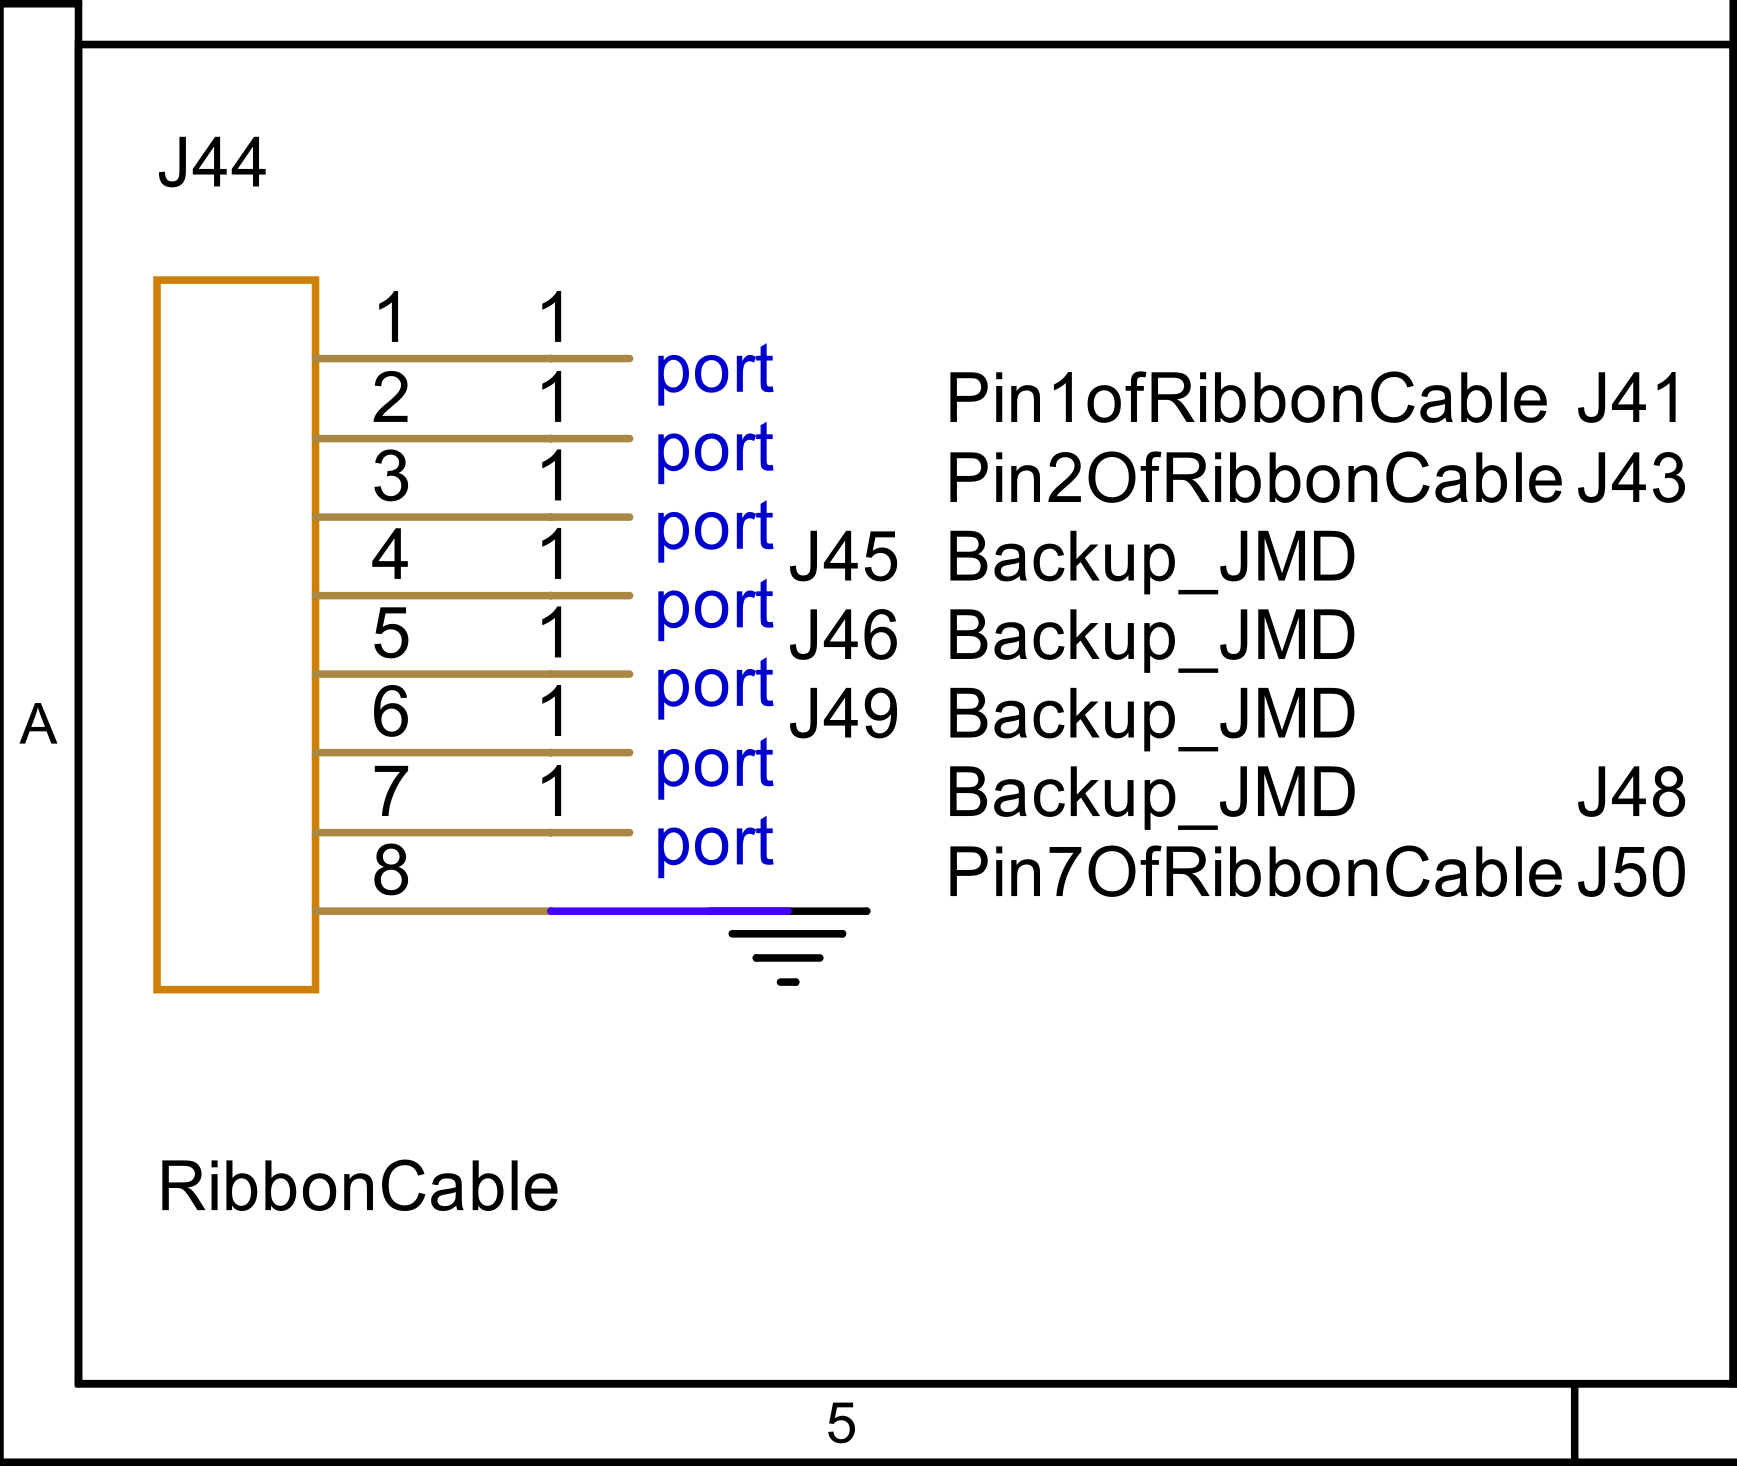 J44
1 1
port
2 1
Pin1ofRibbonCable J41
port
3 1
Pin2OfRibbonCable J43
port
4 1
J45 Backup_JMD
port
5 1
J46 Backup_JMD
port
6 1
J49 Backup_JMD
port
7 1
Backup_JMD J48
port
8
Pin7OfRibbonCable J50
A
RibbonCable
5